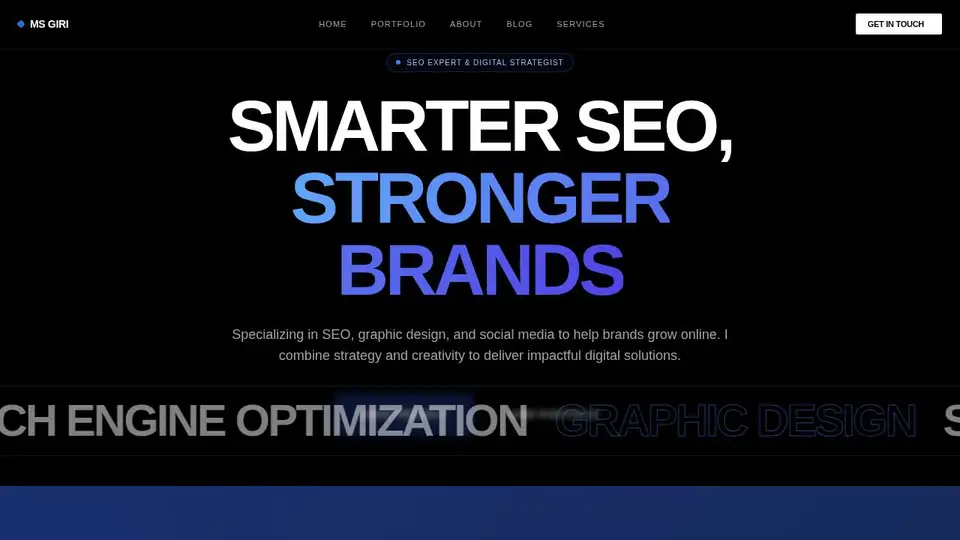 MS GIRI
HOME
PORTFOLIO
ABOUT
BLOG
SERVICES
GET IN TOUCH
SEO EXPERT & DIGITAL STRATEGIST
SMARTER SEO,
STRONGER
BRANDS
Specializing in SEO, graphic design, and social media to help brands grow online. I
combine strategy and creativity to deliver impactful digital solutions.
CH ENGINE OPTIMIZATION GRAPHIC DESIGN S